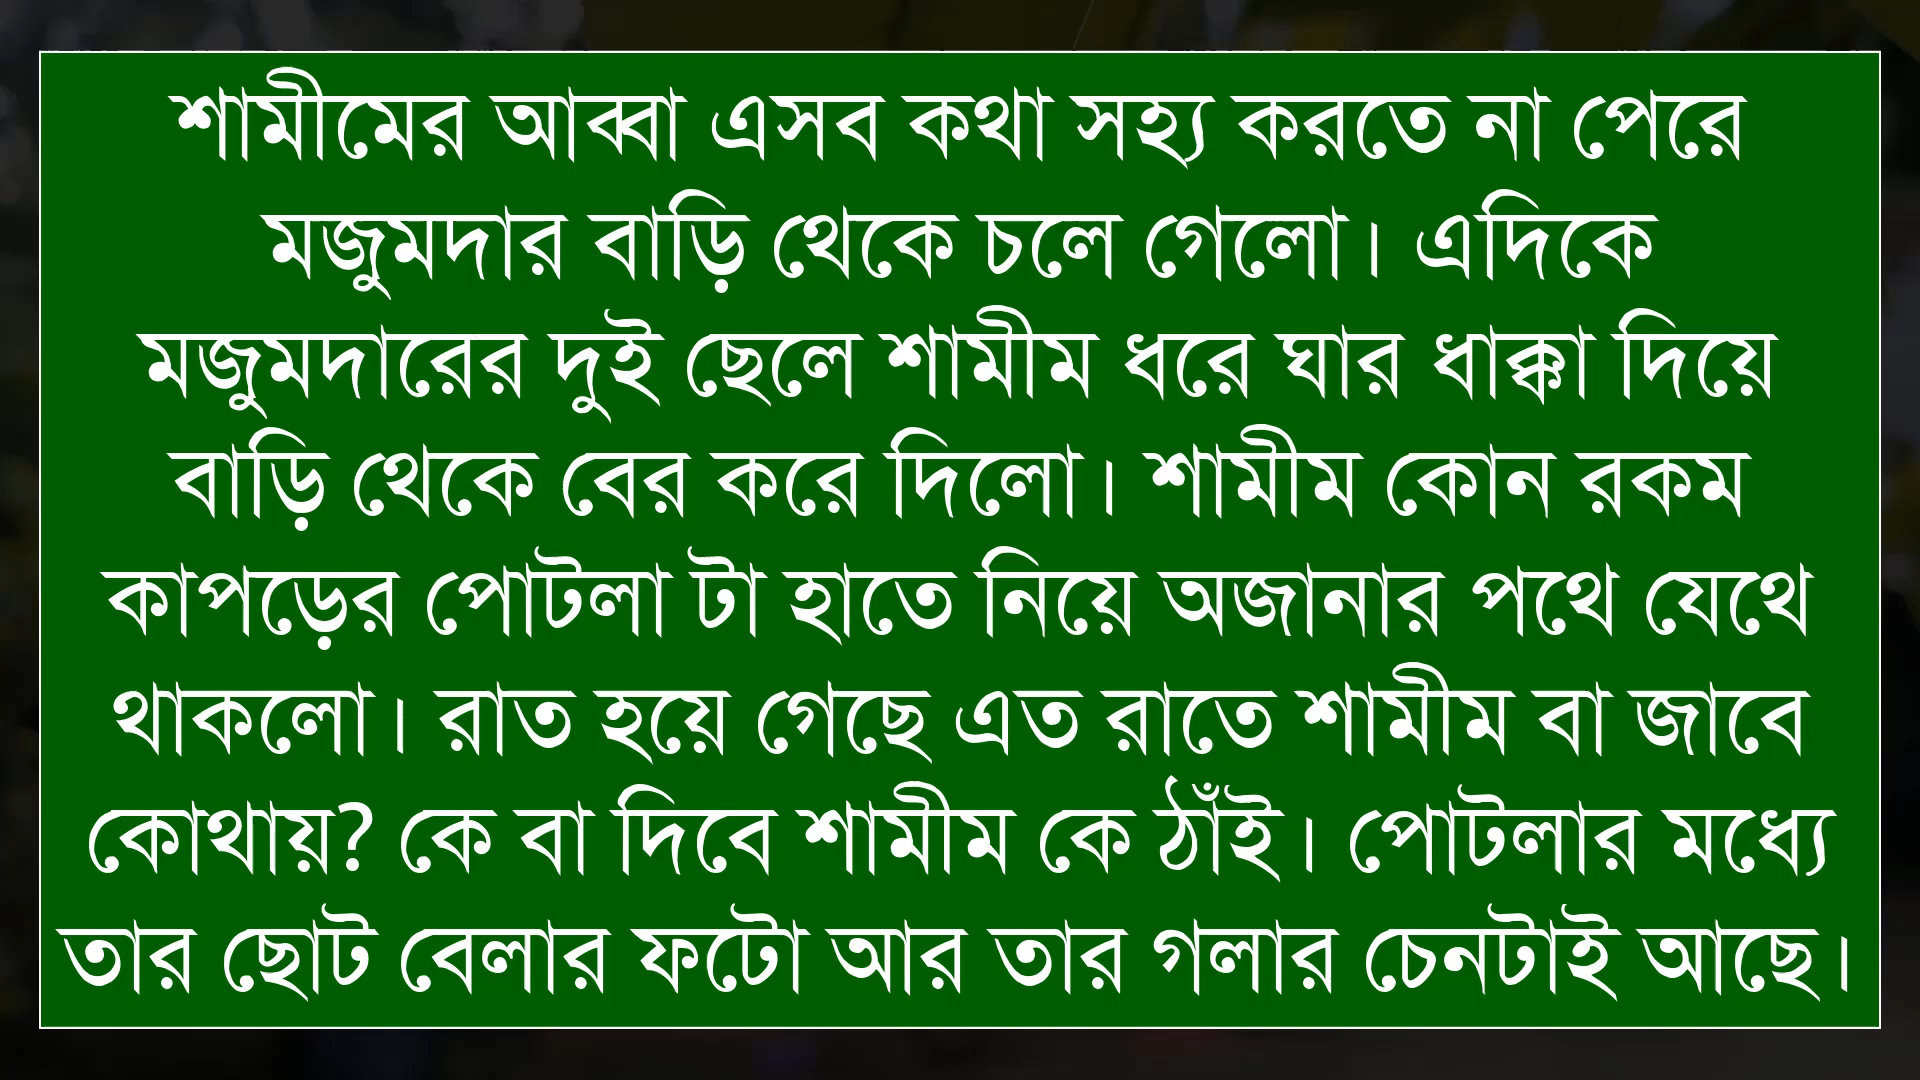 শামীমের আব্বা এসব কথা সহ্য করতে না পেরে
মজুমদার বাড়ি থেকে চলে গেলো। এদিকে
মজুমদারের দুই ছেলে শামীম ধরে ঘার ধাক্কা দিয়ে
বাড়ি থেকে বের করে দিলো। শামীম কোন রকম
কাপড়ের পোটলা টা হাতে নিয়ে অজানার পথে যেথে
থাকলো। রাত হয়ে গেছে এত রাতে শামীম বা জাবে
কোথায়? কে বা দিবে শামীম কে ঠাঁই। পোটলার মধ্যে
তার ছোট বেলার ফটো আর তার গলার চেনটাই আছে।